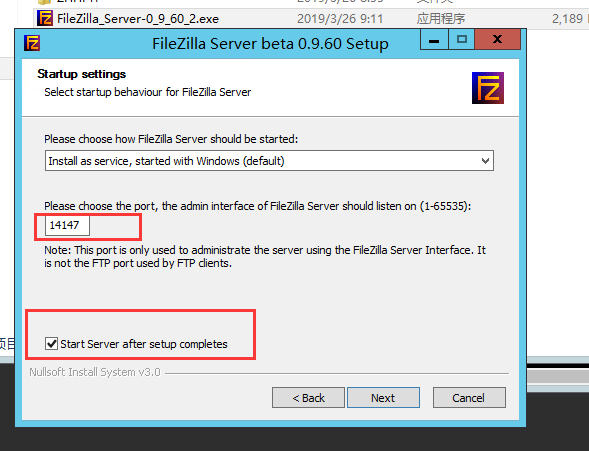 FileZilla_Server-0_9_60_2.exe 2019/3/26 9:11 应用程序 2,189
FileZilla Server beta 0.9.60 Setup
Startup settings
Select startup behaviour for FileZilla Server
Please choose how FileZilla Server should be started:
Install as service, started with Windows (default)
Please choose the port, the admin interface of FileZilla Server should listen on (1-65535):
14147
Note: This port is only used to administrate the server using the FileZilla Server Interface. It
is not the FTP port used by FTP clients.
Start Server after setup completes
Nullsoft Install System v3.0
< Back Next Cancel